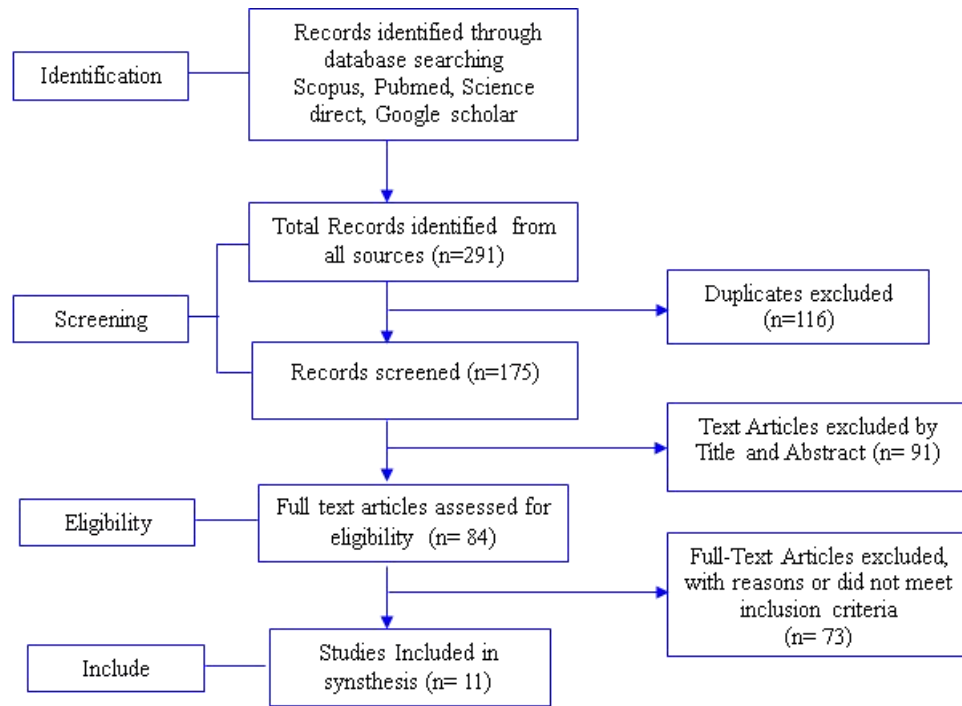 Identification
Records identified through
database searching
Scopus, Pubmed, Science
direct, Google scholar
Total Records identified from
all sources (n=291)
Duplicates excluded
(n=116)
Screening
Records screened (n=175)
Text Articles excluded by
Title and Abstract (n= 91)
Eligibility
Full text articles assessed for
eligibility (n= 84)
Full-Text Articles excluded,
with reasons or did not meet
inclusion criteria
(n= 73)
Include
Studies Included in
synsthesis (n= 11)